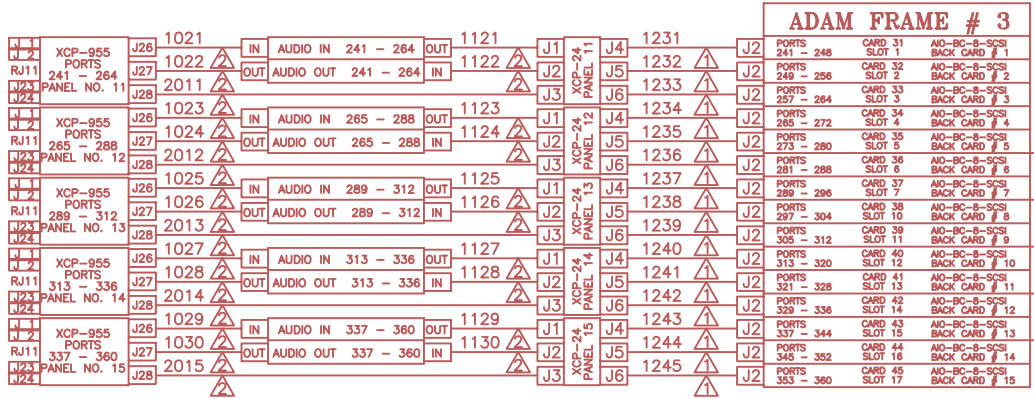 ADAM FRAME # 3
J 1 XCP-955 J26 1021 IN AUDIO IN 241 - 264 OUT 1121 J1 XCP-24 PANEL 11 J4 1231 J2 PORTS 241 - 248 CARD 31 SLOT 1 AIO-BC-8-SCSI BACK CARD # 1
J 2 PORTS 2 2 1
RJ11 241 - 264 J27 1022 OUT AUDIO OUT 241 - 264 IN 1122 J2 J5 1232 J2 PORTS 249 - 256 CARD 32 SLOT 2 AIO-BC-8-SCSI BACK CARD # 2
J23 PANEL NO. 11 2 2 1
J24 J28 2011 J3 J6 1233 J2 PORTS 257 - 264 CARD 33 SLOT 3 AIO-BC-8-SCSI BACK CARD # 3
2 1
J 1 XCP-955 J26 1023 IN AUDIO IN 265 - 288 OUT 1123 J1 XCP-24 PANEL 12 J4 1234 J2 PORTS 265 - 272 CARD 34 SLOT 4 AIO-BC-8-SCSI BACK CARD # 4
J 2 PORTS 2 2 1
RJ11 265 - 288 J27 1024 OUT AUDIO OUT 265 - 288 IN 1124 J2 J5 1235 J2 PORTS 273 - 280 CARD 35 SLOT 5 AIO-BC-8-SCSI BACK CARD # 5
J23 PANEL NO. 12 2 2 1
J24 J28 2012 J3 J6 1236 J2 PORTS 281 - 288 CARD 36 SLOT 6 AIO-BC-8-SCSI BACK CARD # 6
2 1
J 1 XCP-955 J26 1025 IN AUDIO IN 289 - 312 OUT 1125 J1 XCP-24 PANEL 13 J4 1237 J2 PORTS 289 - 296 CARD 37 SLOT 7 AIO-BC-8-SCSI BACK CARD # 7
J 2 PORTS 2 2 1
RJ11 289 - 312 J27 1026 OUT AUDIO OUT 289 - 312 IN 1126 J2 J5 1238 J2 PORTS 297 - 304 CARD 38 SLOT 10 AIO-BC-8-SCSI BACK CARD # 8
J23 PANEL NO. 13 2 2 1
J24 J28 2013 J3 J6 1239 J2 PORTS 305 - 312 CARD 39 SLOT 11 AIO-BC-8-SCSI BACK CARD # 9
2 1
J 1 XCP-955 J26 1027 IN AUDIO IN 313 - 336 OUT 1127 J1 XCP-24 PANEL 14 J4 1240 J2 PORTS 313 - 320 CARD 40 SLOT 12 AIO-BC-8-SCSI BACK CARD # 10
J 2 PORTS 2 2 1
RJ11 313 - 336 J27 1028 OUT AUDIO OUT 313 - 336 IN 1128 J2 J5 1241 J2 PORTS 321 - 328 CARD 41 SLOT 13 AIO-BC-8-SCSI BACK CARD # 11
J23 PANEL NO. 14 2 2 1
J24 J28 2014 J3 J6 1242 J2 PORTS 329 - 336 CARD 42 SLOT 14 AIO-BC-8-SCSI BACK CARD # 12
2 1
J 1 XCP-955 J26 1029 IN AUDIO IN 337 - 360 OUT 1129 J1 XCP-24 PANEL 15 J4 1243 J2 PORTS 337 - 344 CARD 43 SLOT 15 AIO-BC-8-SCSI BACK CARD # 13
J 2 PORTS 2 2 1
RJ11 337 - 360 J27 1030 OUT AUDIO OUT 337 - 360 IN 1130 J2 J5 1244 J2 PORTS 345 - 352 CARD 44 SLOT 16 AIO-BC-8-SCSI BACK CARD # 14
J23 PANEL NO. 15 2 2 1
J24 J28 2015 J3 J6 1245 J2 PORTS 353 - 360 CARD 45 SLOT 17 AIO-BC-8-SCSI BACK CARD # 15
2 1